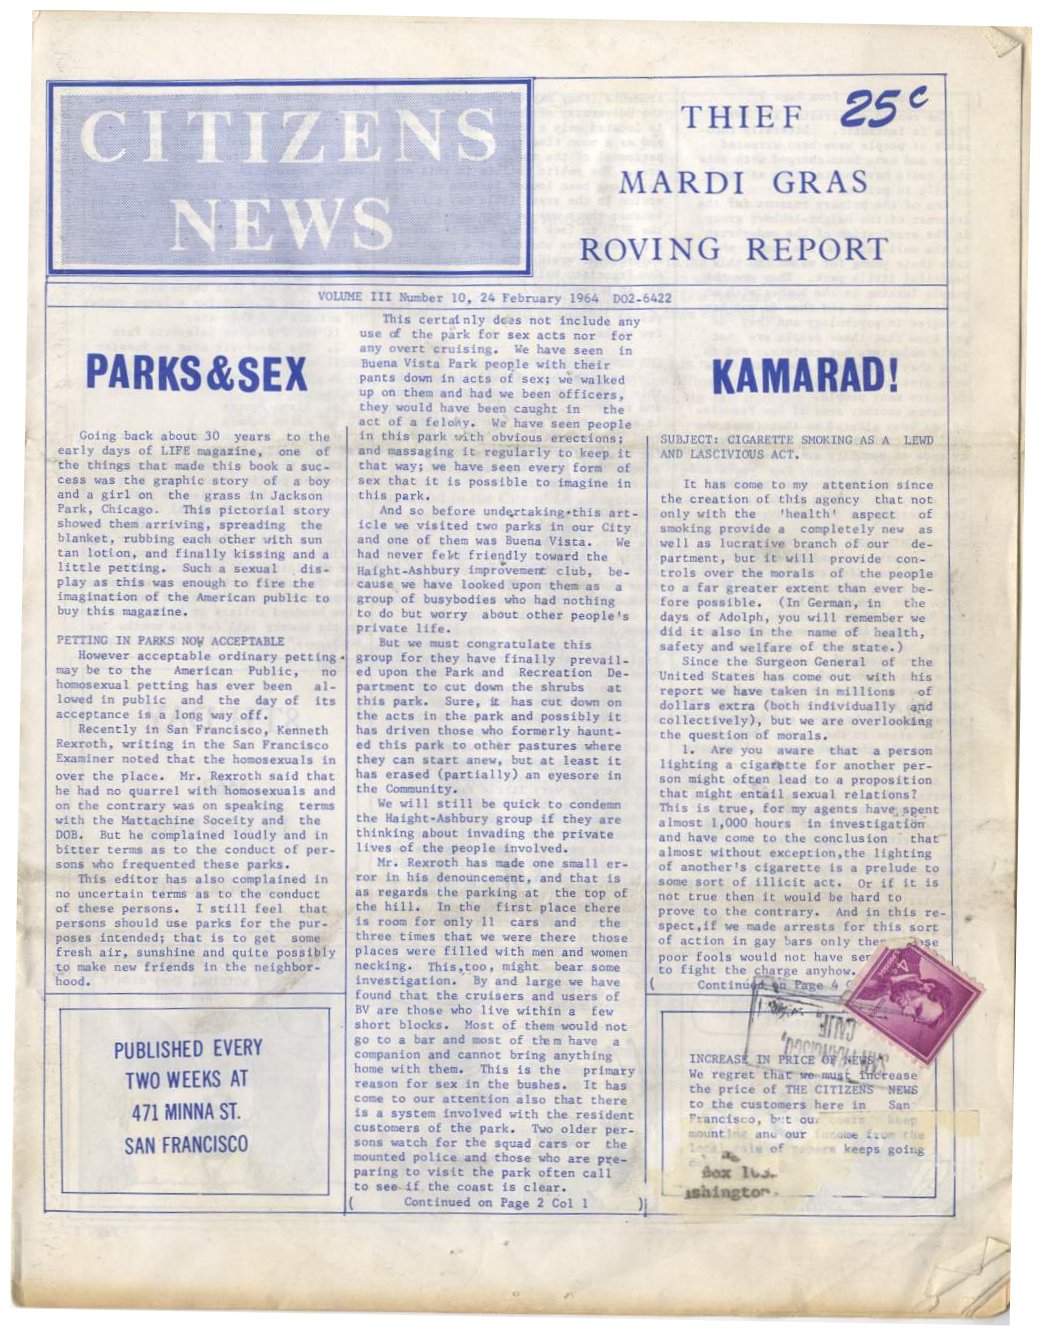 CITIZENS
NEWS
THIEF 25c
MARDI GRAS
ROVING REPORT
VOLUME III Number 10, 24 February 1964 DO2-6422
PARKS&SEX
Going back about 30 years to the
early days of LIFE magazine, one of
the things that made this book a suc-
cess was the graphic story of a boy
and a girl on the grass in Jackson
Park, Chicago. This pictorial story
showed them arriving, spreading the
blanket, rubbing each other with sun
tan lotion, and finally kissing and a
little petting. Such a sexual dis-
play as this was enough to fire the
imagination of the American public to
buy this magazine.
PETTING IN PARKS NOW ACCEPTABLE
However acceptable ordinary petting
may be to the American Public, no
homosexual petting has ever been al-
lowed in public and the day of its
acceptance is a long way off.
Recently in San Francisco, Kenneth
Rexroth, writing in the San Francisco
Examiner noted that the homosexuals in
over the place. Mr. Rexroth said that
he had no quarrel with homosexuals and
on the contrary was on speaking terms
with the Mattachine Soceity and the
DOB. But he complained loudly and in
bitter terms as to the conduct of per-
sons who frequented these parks.
This editor has also complained in
no uncertain terms as to the conduct
of these persons. I still feel that
persons should use parks for the pur-
poses intended; that is to get some
fresh air, sunshine and quite possibly
to make new friends in the neighbor-
hood.
PUBLISHED EVERY
TWO WEEKS AT
471 MINNA ST.
SAN FRANCISCO
This certainly does not include any
use of the park for sex acts nor for
any overt cruising. We have seen in
Buena Vista Park people with their
pants down in acts of sex; we walked
up on them and had we been officers,
they would have been caught in the
act of a felony. We have seen people
in this park with obvious erections;
and massaging it regularly to keep it
that way; we have seen every form of
sex that it is possible to imagine in
this park.
And so before undertaking this art-
icle we visited two parks in our City
and one of them was Buena Vista. We
had never felt friendly toward the
Haight-Ashbury improvement club, be-
cause we have looked upon them as a
group of busybodies who had nothing
to do but worry about other people's
private life.
But we must congratulate this
group for they have finally prevail-
ed upon the Park and Recreation De-
partment to cut down the shrubs at
this park. Sure, it has cut down on
the acts in the park and possibly it
has driven those who formerly haunt-
ed this park to other pastures where
they can start anew, but at least it
has erased (partially) an eyesore in
the Community.
We will still be quick to condemn
the Haight-Ashbury group if they are
thinking about invading the private
lives of the people involved.
Mr. Rexroth has made one small er-
ror in his denouncement, and that is
as regards the parking at the top of
the hill. In the first place there
is room for only 11 cars and the
three times that we were there those
places were filled with men and women
necking. This,too, might bear some
investigation. By and large we have
found that the cruisers and users of
BV are those who live within a few
short blocks. Most of them would not
go to a bar and most of them have a
companion and cannot bring anything
home with them. This is the primary
reason for sex in the bushes. It has
come to our attention also that there
is a system involved with the resident
customers of the park. Two older per-
sons watch for the squad cars or the
mounted police and those who are pre-
paring to visit the park often call
to see if the coast is clear.
( Continued on Page 2 Col 1 )
KAMARAD!
SUBJECT: CIGARETTE SMOKING AS A LEWD
AND LASCIVIOUS ACT.
It has come to my attention since
the creation of this agency that not
only with the 'health' aspect of
smoking provide a completely new as
well as lucrative branch of our de-
partment, but it will provide con-
trols over the morals of the people
to a far greater extent than ever be-
fore possible. (In German, in the
days of Adolph, you will remember we
did it also in the name of health,
safety and welfare of the state.)
Since the Surgeon General of the
United States has come out with his
report we have taken in millions of
dollars extra (both individually and
collectively), but we are overlooking
the question of morals.
1. Are you aware that a person
lighting a cigarette for another per-
son might often lead to a proposition
that might entail sexual relations?
This is true, for my agents have spent
almost 1,000 hours in investigation
and have come to the conclusion that
almost without exception,the lighting
of another's cigarette is a prelude to
some sort of illicit act. Or if it is
not true then it would be hard to
prove to the contrary. And in this re-
spect,if we made arrests for this sort
of action in gay bars only
poor fools would not have
to fight the charge anyhow.
( Continued on Page 4
4¢
SAN FRANCISCO,
CALIF
INCREASE IN PRICE OF NEWS
We regret that we must increase
the price of THE CITIZENS NEWS
to the customers here in San
Francisco, but our costs keep
mounting and our income from the
local sale of papers keeps going
Box